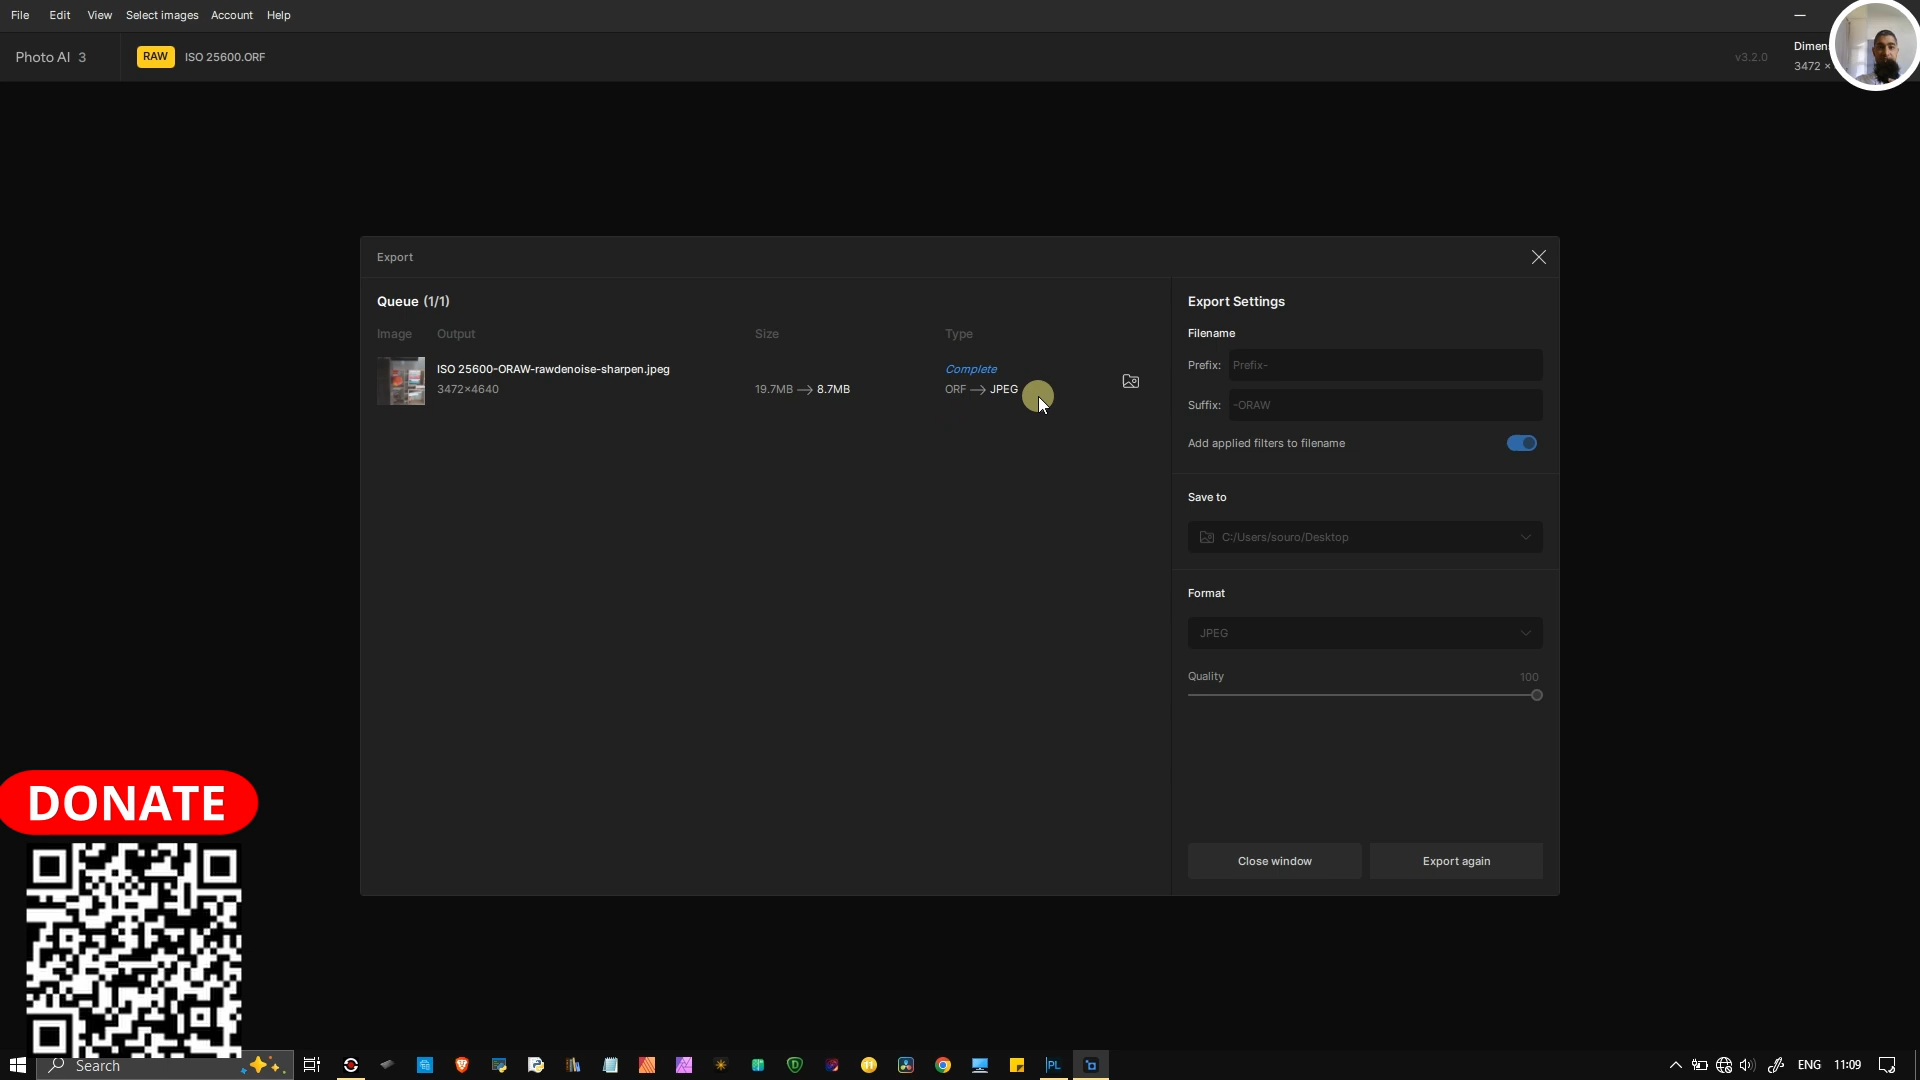 File Edit View Select images Account Help
Photo AI 3 RAW ISO 25600.ORF v3.2.0
3472 ×
Export
Queue (1/1)
Image Output Size Type
ISO 25600-ORAW-rawdenoise-sharpen.jpeg Complete
3472×4640 19.7MB → 8.7MB ORF → JPEG
Export Settings
Filename
Prefix: Prefix-
Suffix: -ORAW
Add applied filters to filename
Save to
C:/Users/souro/Desktop
Format
JPEG
Quality 100
Close window Export again
DONATE
Search PL ENG 11:09